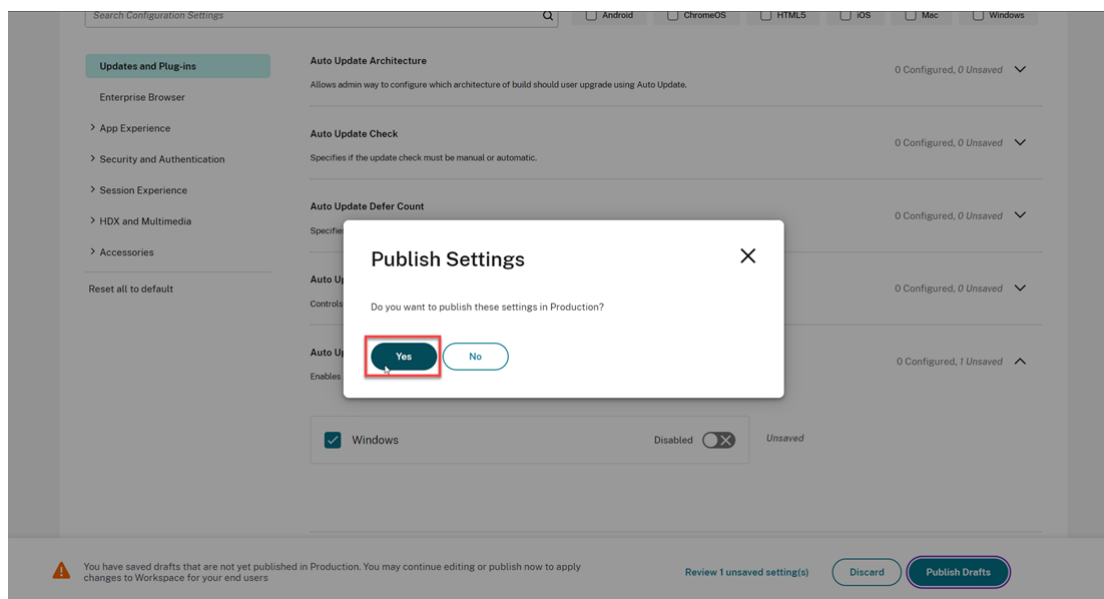 Search Configuration Settings
Android
ChromeOS
HTML5
iOS
Mac
Windows
Updates and Plug-ins
Enterprise Browser
App Experience
Security and Authentication
Session Experience
HDX and Multimedia
Accessories
Reset all to default
Auto Update Architecture
0 Configured, 0 Unsaved
Allows admin way to configure which architecture of build should user upgrade using Auto Update.
Auto Update Check
0 Configured, 0 Unsaved
Specifies if the update check must be manual or automatic.
Auto Update Defer Count
0 Configured, 0 Unsaved
Auto
0 Configured, 0 Unsaved
Controls
Auto
0 Configured, 1 Unsaved
Enables
Publish Settings
Do you want to publish these settings in Production?
Yes
No
Windows
Disabled
Unsaved
You have saved drafts that are not yet published in Production. You may continue editing or publish now to apply
changes to Workspace for your end users
Review 1 unsaved setting(s)
Discard
Publish Drafts